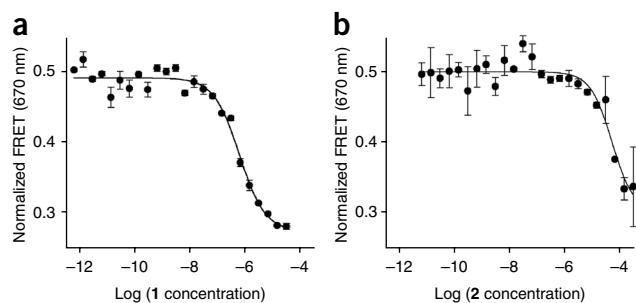 a
b
Normalized FRET (670 nm)
0.5
0.4
0.3
−12
−10
−8
−6
−4
Log (1 concentration)
Normalized FRET (670 nm)
0.5
0.4
0.3
−12
−10
−8
−6
−4
Log (2 concentration)